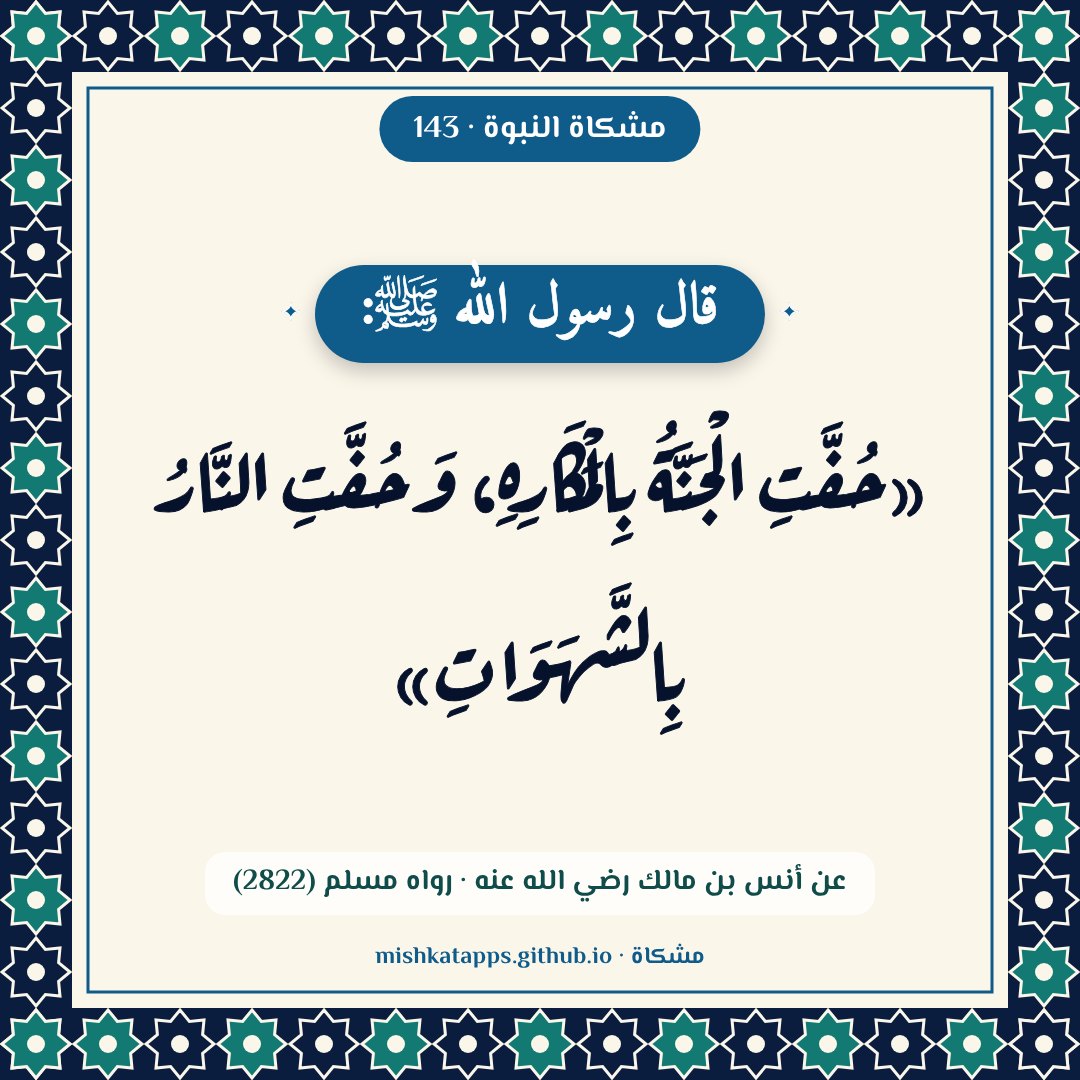 مشكاة النبوة · 143
قال رسول الله ﷺ:
«حُفَّتِ الْجَنَّةُ بِالْمَكَارِهِ، وَحُفَّتِ النَّارُ
بِالشَّهَوَاتِ»
عن أنس بن مالك رضي الله عنه · رواه مسلم (2822)
مشكاة · mishkatapps.github.io